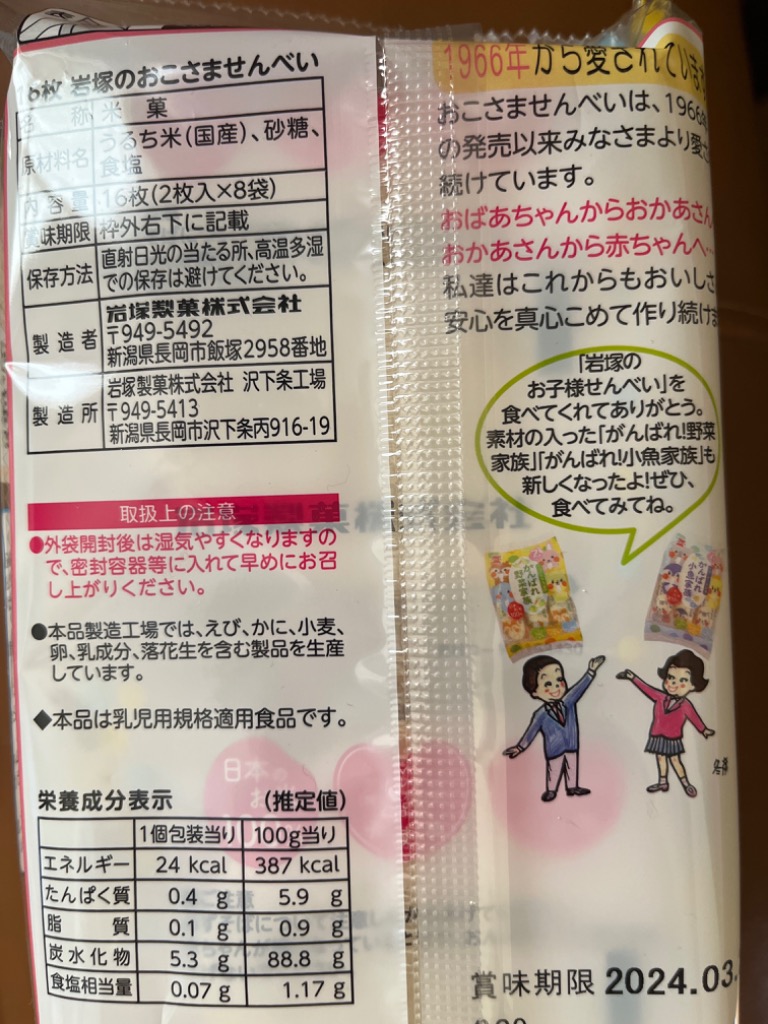 枚 岩塚のおこさませんべい
名 称 米 菓
原材料名 うるち米(国産)、砂糖、
食塩
内容量 16枚(2枚入×8袋)
賞味期限 枠外右下に記載
保存方法 直射日光の当たる所、高温多湿
での保存は避けてください。
製造者 岩塚製菓株式会社
〒949-5492
新潟県長岡市飯塚2958番地
製造所 岩塚製菓株式会社 沢下条工場
〒949-5413
新潟県長岡市沢下条丙916-19
取扱上の注意
●外袋開封後は湿気やすくなりますの
で、密封容器等に入れて早めにお召
し上がりください。
●本品製造工場では、えび、かに、小麦、
卵、乳成分、落花生を含む製品を生産
しています。
◆本品は乳児用規格適用食品です。
栄養成分表示 (推定値)
1個包装当り 100g当り
エネルギー 24 kcal 387 kcal
たんぱく質 0.4 g 5.9 g
脂 質 0.1 g 0.9 g
炭水化物 5.3 g 88.8 g
食塩相当量 0.07 g 1.17 g
1966年から愛されています
おこさませんべいは、1966
の発売以来みなさまより愛さ
続けています。
おばあちゃんからおかあさん
おかあさんから赤ちゃんへ…
私達はこれからもおいしさ
安心を真心こめて作り続けま
「岩塚の
お子様せんべい」を
食べてくれてありがとう。
素材の入った「がんばれ!野菜
家族」「がんばれ!小魚家族」も
新しくなったよ!ぜひ、
食べてみてね。
がんばれ
野菜家族
がんばれ
小魚家族
賞味期限 2024.03.